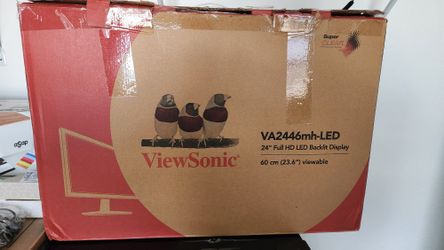 Super
CLEAR
VA2446mh-LED
24" Full HD LED Backlit Display
60 cm (23.6") viewable
ViewSonic